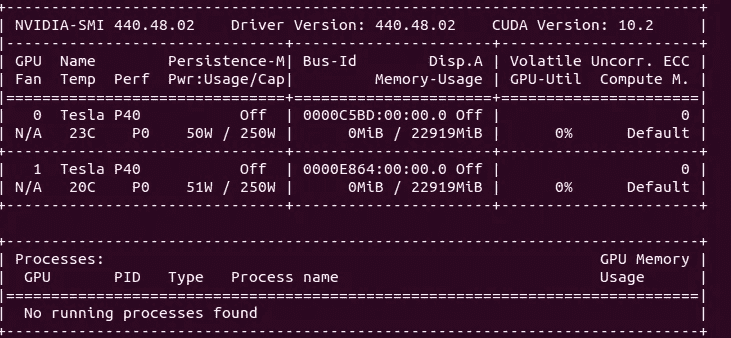 NVIDIA-SMI 440.48.02    Driver Version: 440.48.02    CUDA Version: 10.2
GPU  Name        Persistence-M| Bus-Id        Disp.A | Volatile Uncorr. ECC
Fan  Temp  Perf  Pwr:Usage/Cap|         Memory-Usage | GPU-Util  Compute M.
0  Tesla P40           Off  | 0000C5BD:00:00.0 Off |                    0
N/A   23C    P0    50W / 250W |      0MiB / 22919MiB |      0%      Default
1  Tesla P40           Off  | 0000E864:00:00.0 Off |                    0
N/A   20C    P0    51W / 250W |      0MiB / 22919MiB |      0%      Default
Processes:                                                       GPU Memory
GPU       PID   Type   Process name                             Usage
No running processes found